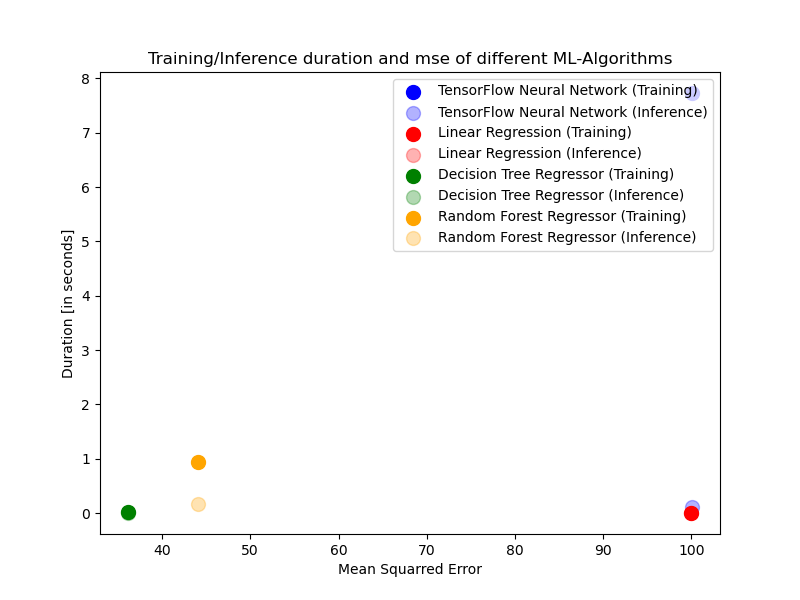 Training/Inference duration and mse of different ML-Algorithms
TensorFlow Neural Network (Training)
TensorFlow Neural Network (Inference)
Linear Regression (Training)
Linear Regression (Inference)
Decision Tree Regressor (Training)
Decision Tree Regressor (Inference)
Random Forest Regressor (Training)
Random Forest Regressor (Inference)
Duration [in seconds]
8
7
6
5
4
3
2
1
0
40 50 60 70 80 90 100
Mean Squarred Error